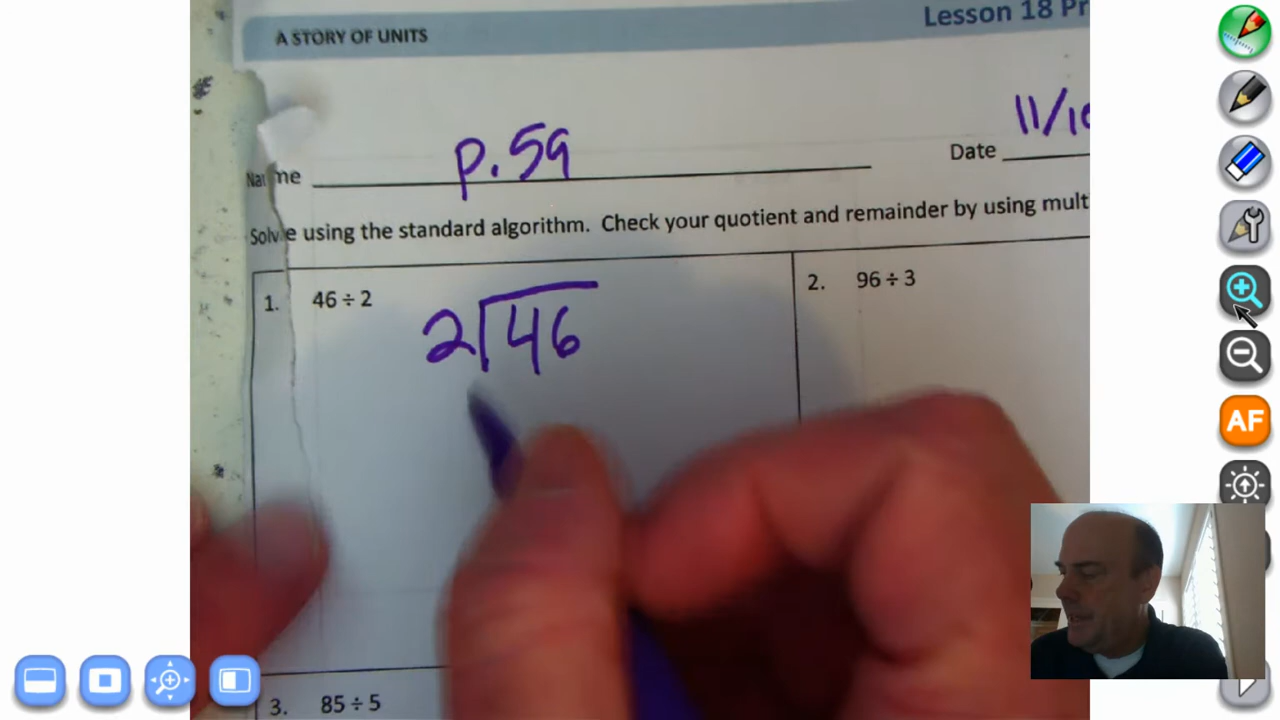 A STORY OF UNITS
Lesson 18 Pr
p.59
11/1
Name
Date
Solve using the standard algorithm. Check your quotient and remainder by using mult
1. 46 ÷ 2
2 46
2. 96 ÷ 3
3. 85 ÷ 5
AF